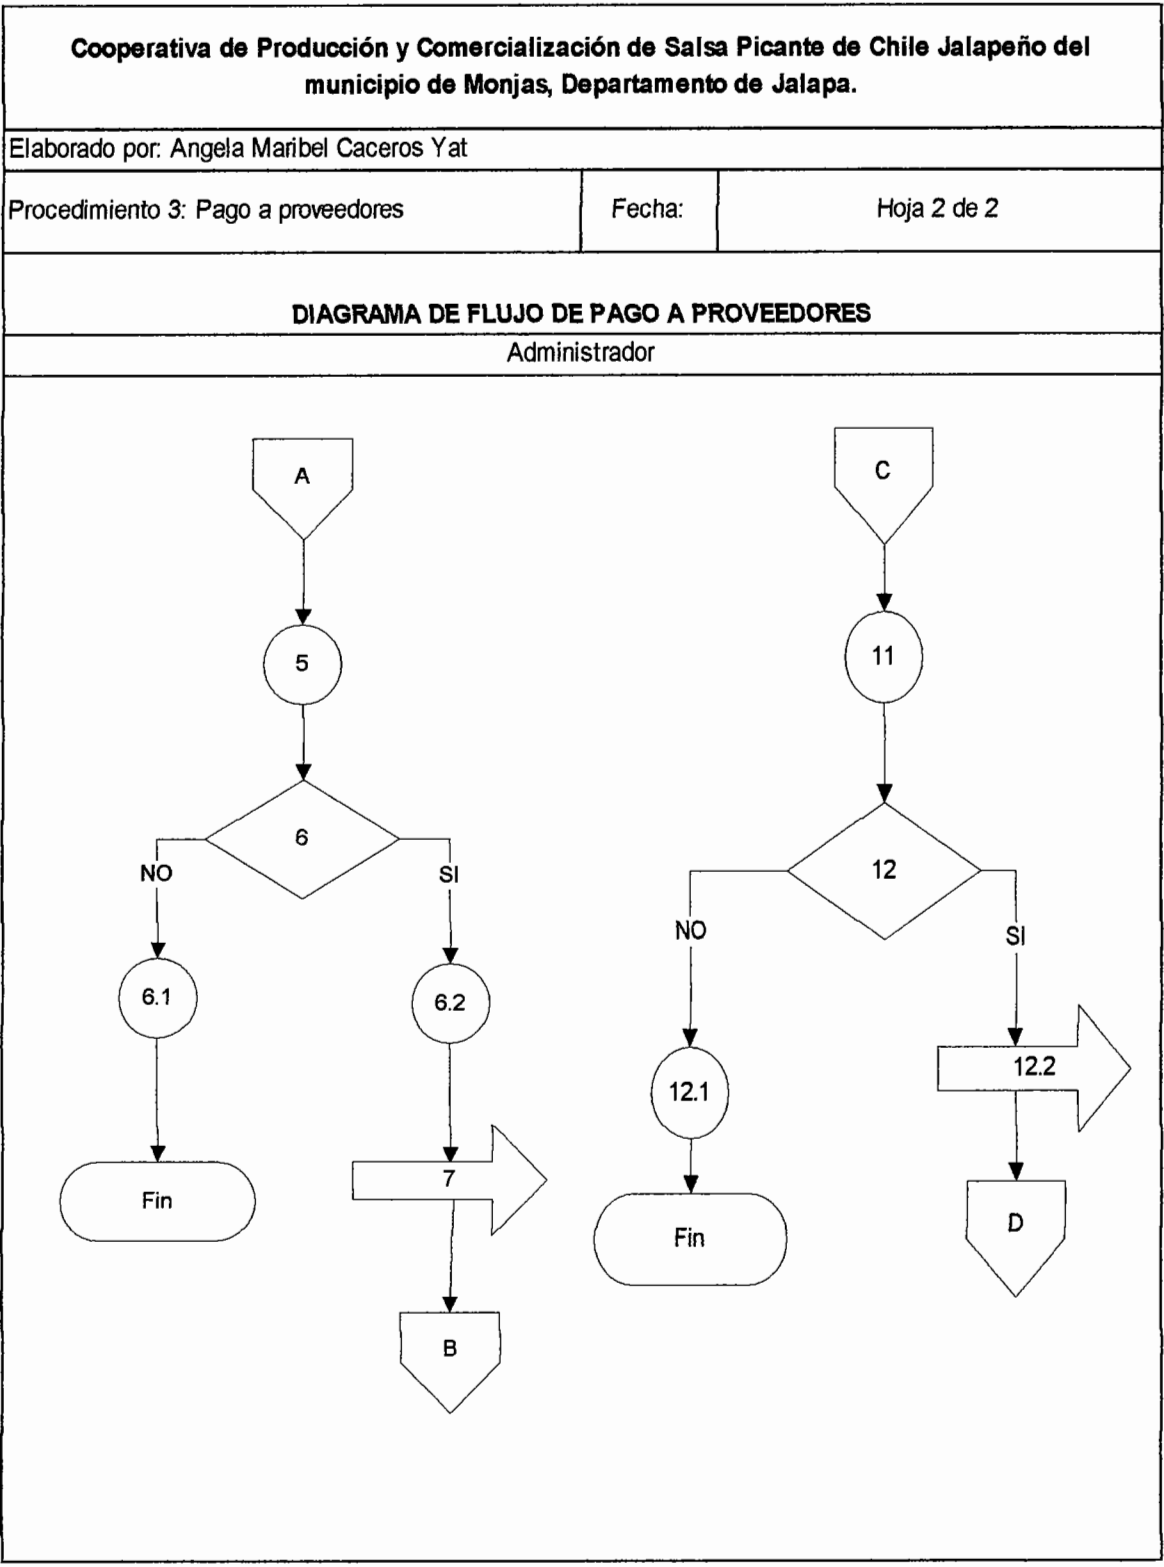 Cooperativa de Producción y Comercialización de Salsa Picante de Chile Jalapeño del
municipio de Monjas, Departamento de Jalapa.
Elaborado por: Angela Maribel Caceros Yat
Procedimiento 3: Pago a proveedores
Fecha:
Hoja 2 de 2
DIAGRAMA DE FLUJO DE PAGO A PROVEEDORES
Administrador
A
5
6
NO
SI
6.1
6.2
Fin
7
B
C
11
12
NO
SI
12.1
12.2
Fin
D